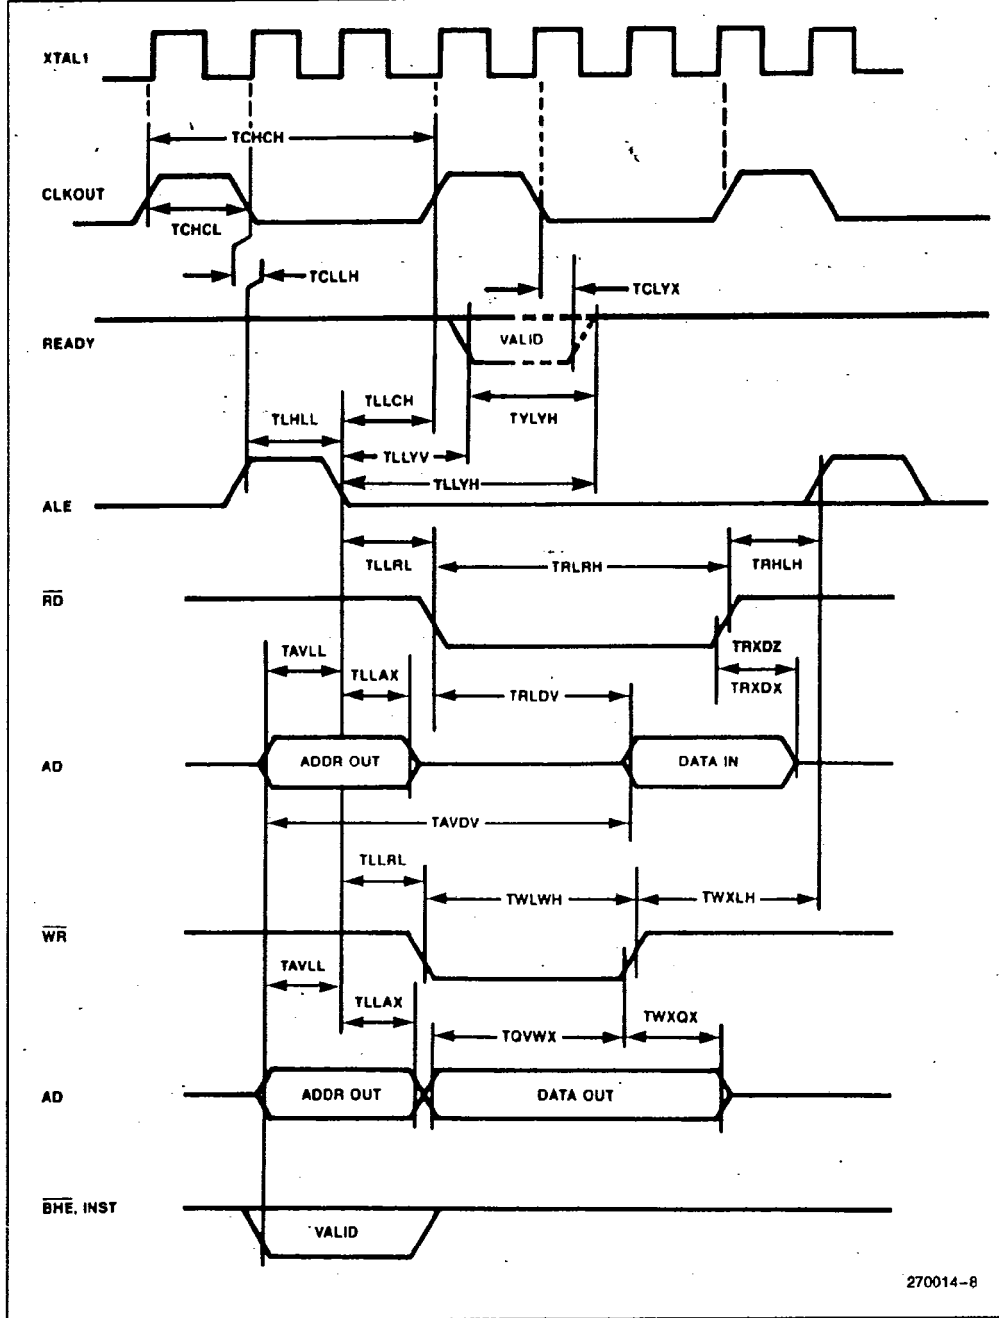 XTAL1
TCHCH
CLKOUT
TCHCL
TCLLH
TCLYX
READY
VALID
TLLCH
TLHLL
TYLYH
TLLYV
TLLYH
ALE
TLLRL
TRLRH
TRHLH
RD
TAVLL
TLLAX
TRXDZ
TRLDV
TRXDX
AD
ADDR OUT
DATA IN
TAVDV
TLLRL
TWLWH
TWXLH
WR
TAVLL
TLLAX
TQVWX
TWXQX
AD
ADDR OUT
DATA OUT
BHE, INST
VALID
270014-8